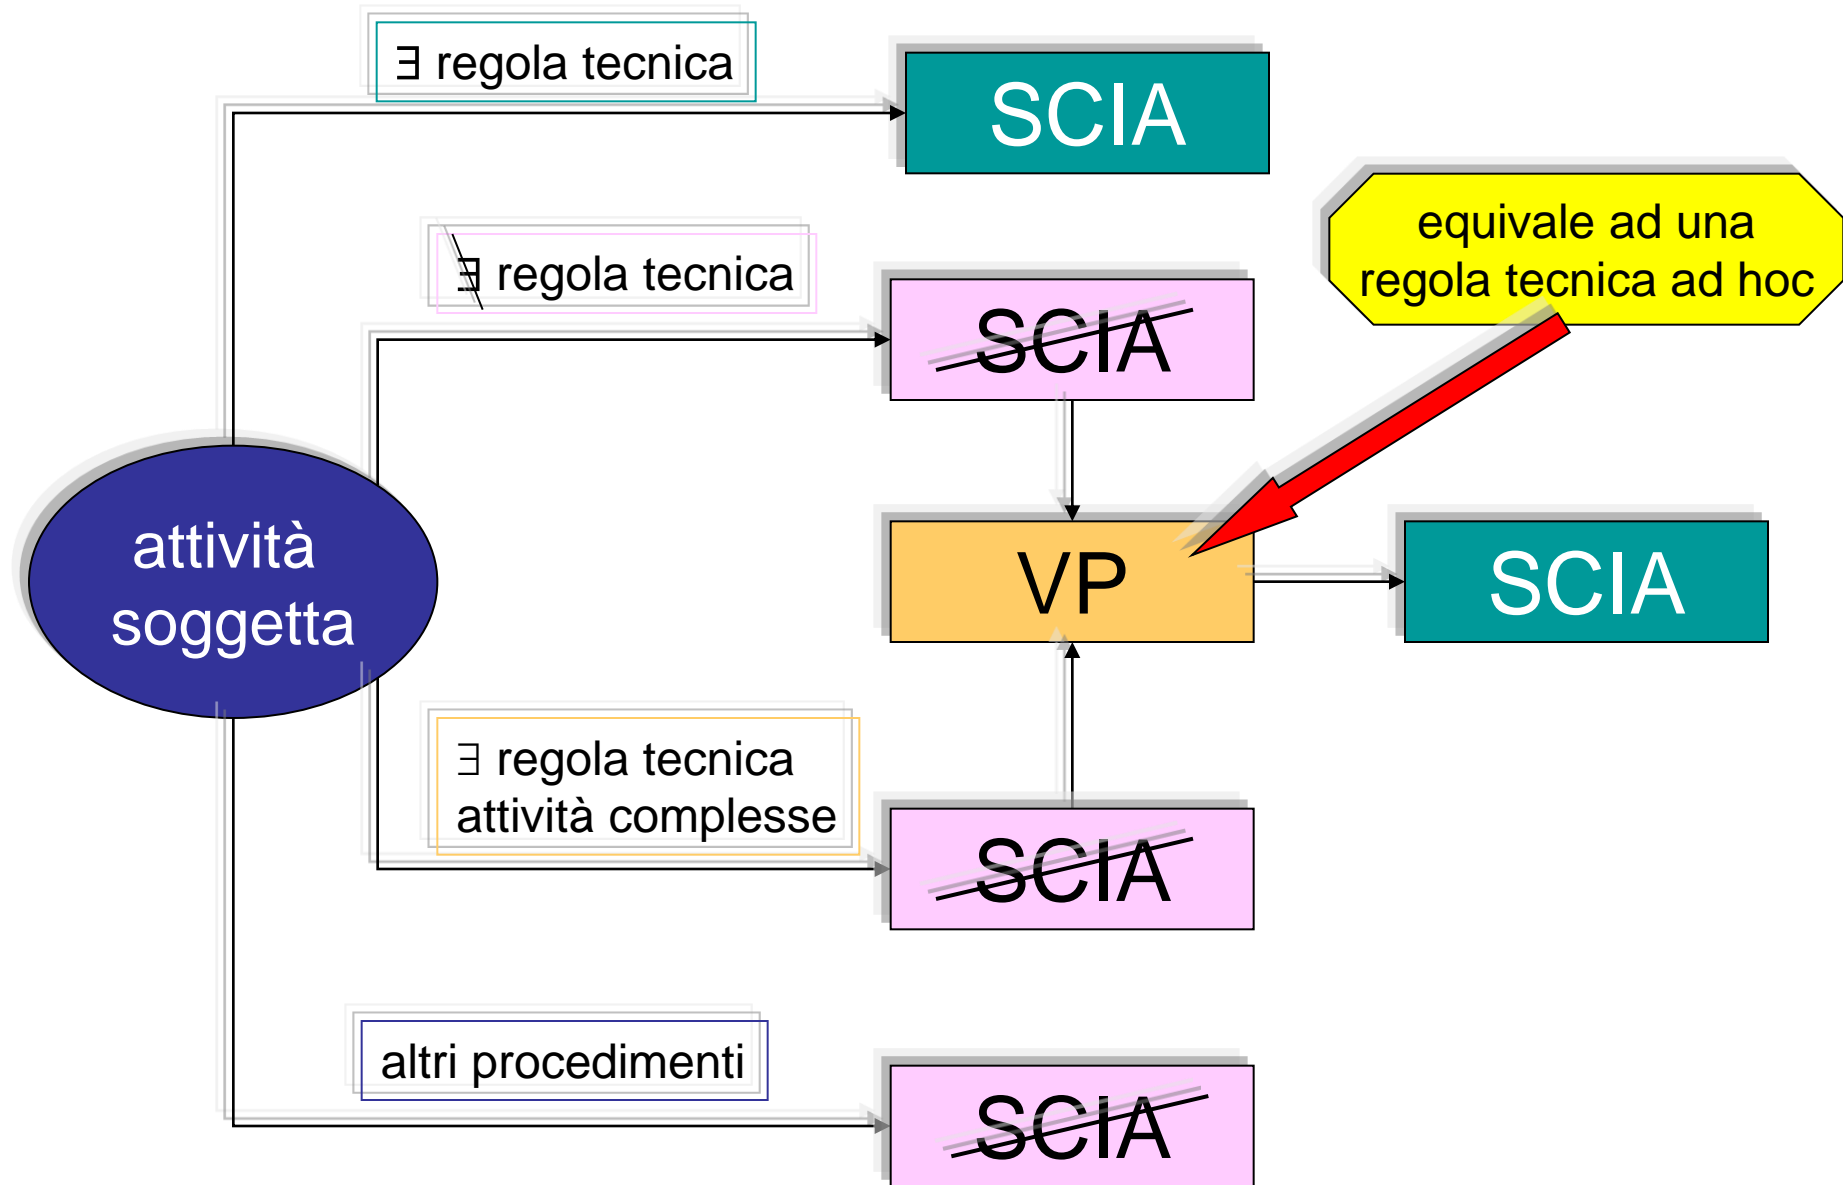 ∃ regola tecnica
SCIA
equivale ad una
regola tecnica ad hoc
∄ regola tecnica
SCIA
attività
soggetta
VP
SCIA
∃ regola tecnica
attività complesse
SCIA
altri procedimenti
SCIA